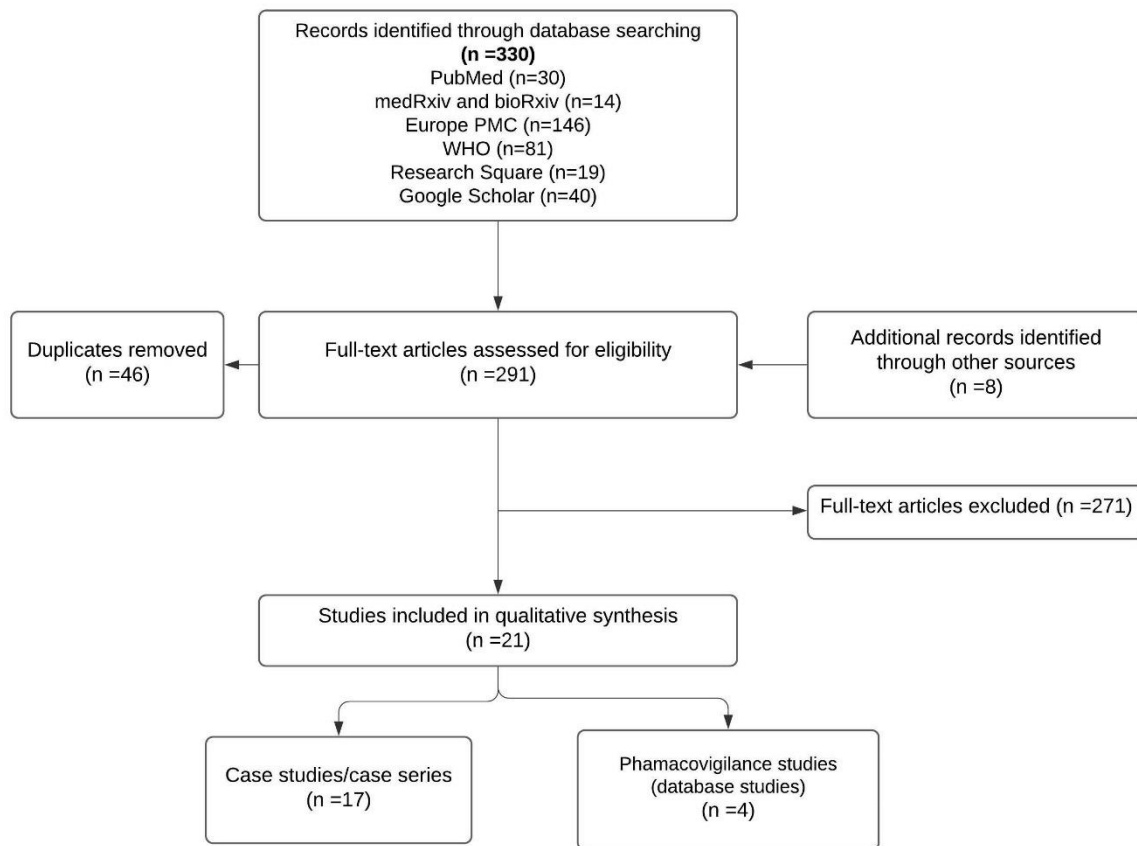 Records identified through database searching
(n =330)
PubMed (n=30)
medRxiv and bioRxiv (n=14)
Europe PMC (n=146)
WHO (n=81)
Research Square (n=19)
Google Scholar (n=40)
Duplicates removed
(n =46)
Full-text articles assessed for eligibility
(n =291)
Additional records identified
through other sources
(n =8)
Full-text articles excluded (n =271)
Studies included in qualitative synthesis
(n =21)
Case studies/case series
(n =17)
Phamacovigilance studies
(database studies)
(n =4)